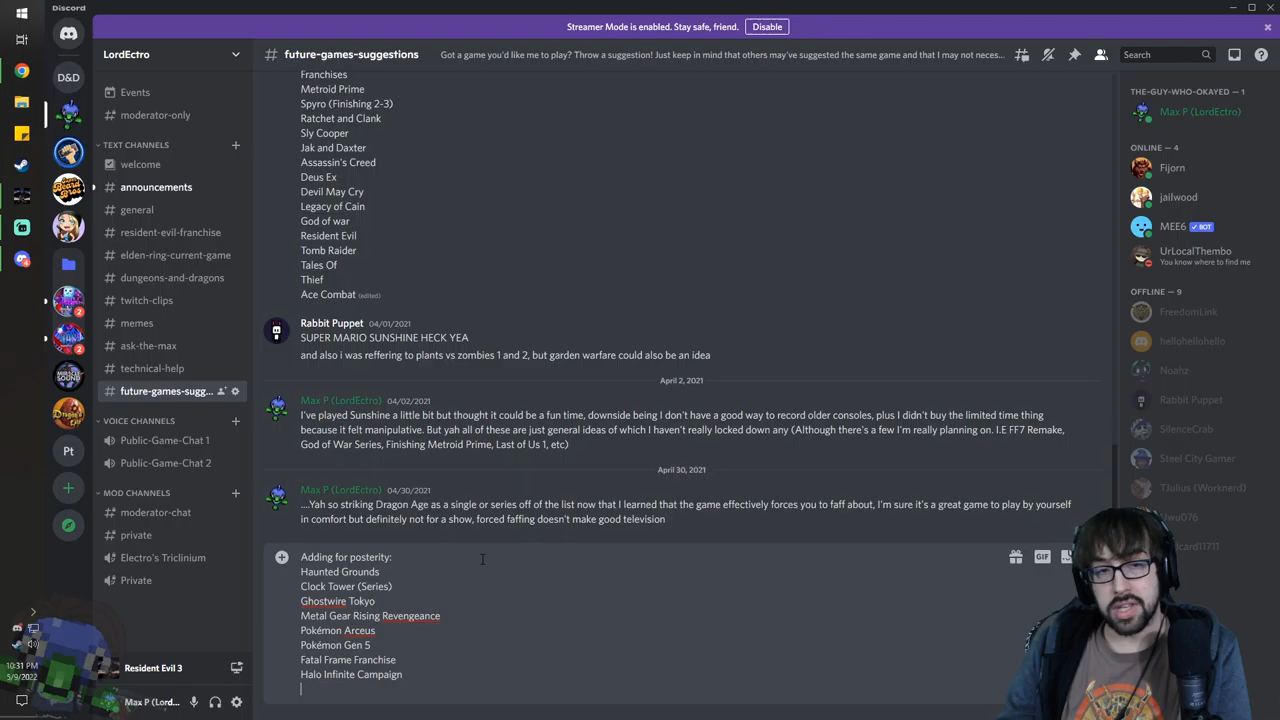 Discord
Streamer Mode is enabled. Stay safe, friend.
Disable
LordEctro
future-games-suggestions
Got a game you'd like me to play? Throw a suggestion! Just keep in mind that others may've suggested the same game and that I may not neces...
Search
D&D
Events
moderator-only
TEXT CHANNELS
welcome
announcements
general
resident-evil-franchise
elden-ring-current-game
dungeons-and-dragons
twitch-clips
memes
ask-the-max
technical-help
future-games-sugg...
VOICE CHANNELS
Public-Game-Chat 1
Public-Game-Chat 2
MOD CHANNELS
moderator-chat
private
Electro's Triclinium
Private
Pt
2
2
MIRACLE
SOUND
Resident Evil 3
Max P (Lord...
10:31 PM
5/9/2022
Franchises
Metroid Prime
Spyro (Finishing 2-3)
Ratchet and Clank
Sly Cooper
Jak and Daxter
Assassin's Creed
Deus Ex
Devil May Cry
Legacy of Cain
God of war
Resident Evil
Tomb Raider
Tales Of
Thief
Ace Combat (edited)
Rabbit Puppet 04/01/2021
SUPER MARIO SUNSHINE HECK YEA
and also i was reffering to plants vs zombies 1 and 2, but garden warfare could also be an idea
April 2, 2021
Max P (LordEctro) 04/02/2021
I've played Sunshine a little bit but thought it could be a fun time, downside being I don't have a good way to record older consoles, plus I didn't buy the limited time thing
because it felt manipulative. But yah all of these are just general ideas of which I haven't really locked down any (Although there's a few I'm really planning on. I.E FF7 Remake,
God of War Series, Finishing Metroid Prime, Last of Us 1, etc)
April 30, 2021
Max P (LordEctro) 04/30/2021
....Yah so striking Dragon Age as a single or series off of the list now that I learned that the game effectively forces you to faff about, I'm sure it's a great game to play by yourself
in comfort but definitely not for a show, forced faffing doesn't make good television
Adding for posterity:
Haunted Grounds
Clock Tower (Series)
Ghostwire Tokyo
Metal Gear Rising Revengeance
Pokémon Arceus
Pokémon Gen 5
Fatal Frame Franchise
Halo Infinite Campaign
GIF
THE-GUY-WHO-OKAYED — 1
Max P (LordEctro)
ONLINE — 4
Fijorn
jailwood
MEE6 ✓ BOT
UrLocalThembo
You know where to find me
OFFLINE — 9
FreedomLink
hellohellohello
Noahz
Rabbit Puppet
SilenceCrab
Steel City Gamer
TJulius (Worknerd)
Uwu076